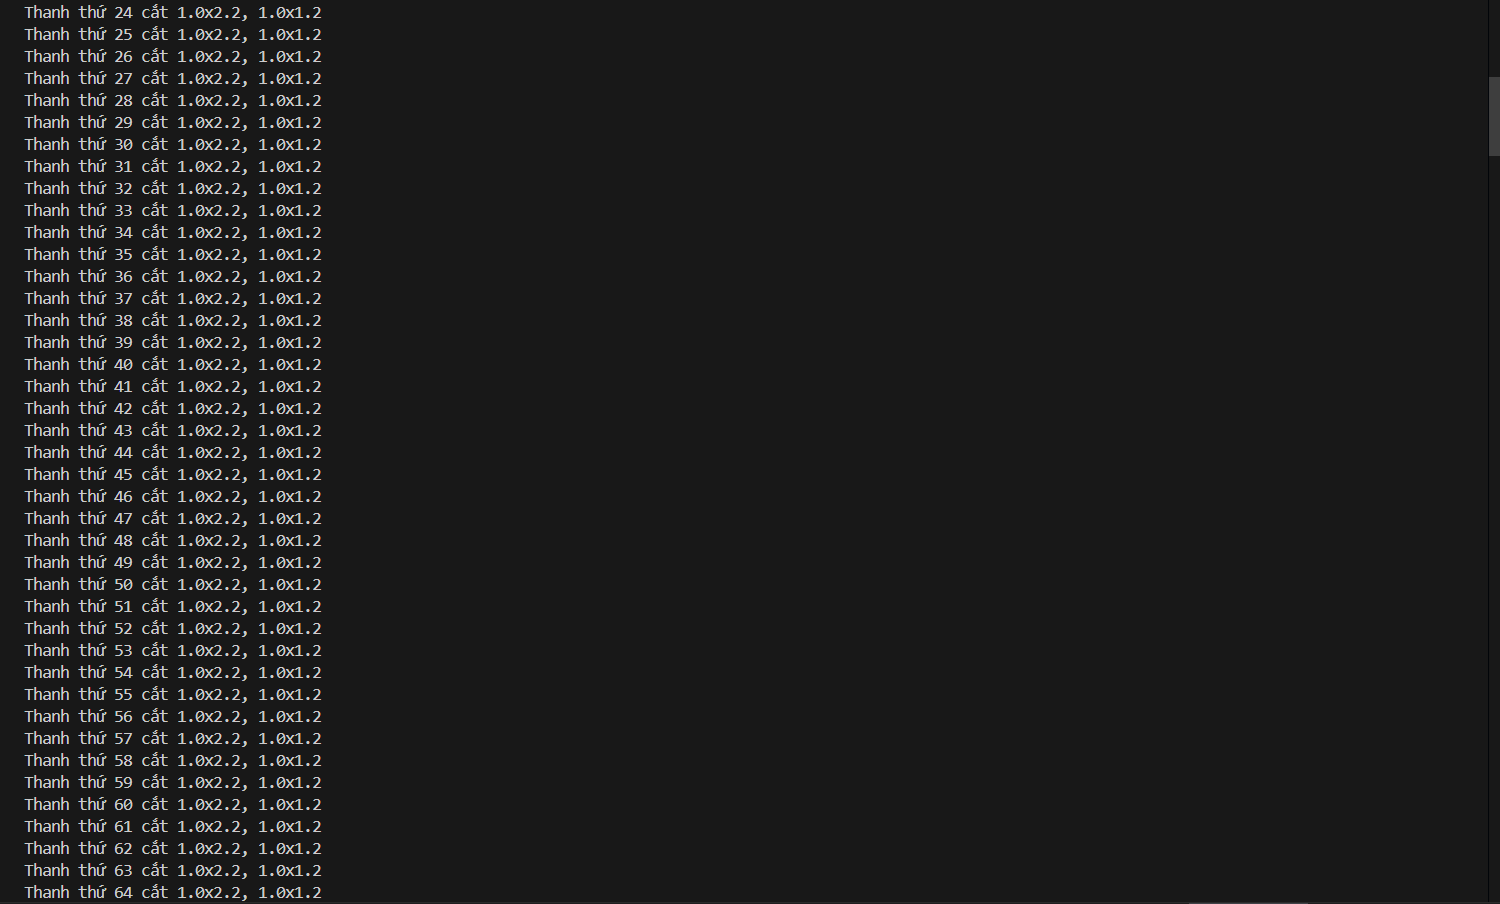 Thanh thứ 24 cắt 1.0x2.2, 1.0x1.2
Thanh thứ 25 cắt 1.0x2.2, 1.0x1.2
Thanh thứ 26 cắt 1.0x2.2, 1.0x1.2
Thanh thứ 27 cắt 1.0x2.2, 1.0x1.2
Thanh thứ 28 cắt 1.0x2.2, 1.0x1.2
Thanh thứ 29 cắt 1.0x2.2, 1.0x1.2
Thanh thứ 30 cắt 1.0x2.2, 1.0x1.2
Thanh thứ 31 cắt 1.0x2.2, 1.0x1.2
Thanh thứ 32 cắt 1.0x2.2, 1.0x1.2
Thanh thứ 33 cắt 1.0x2.2, 1.0x1.2
Thanh thứ 34 cắt 1.0x2.2, 1.0x1.2
Thanh thứ 35 cắt 1.0x2.2, 1.0x1.2
Thanh thứ 36 cắt 1.0x2.2, 1.0x1.2
Thanh thứ 37 cắt 1.0x2.2, 1.0x1.2
Thanh thứ 38 cắt 1.0x2.2, 1.0x1.2
Thanh thứ 39 cắt 1.0x2.2, 1.0x1.2
Thanh thứ 40 cắt 1.0x2.2, 1.0x1.2
Thanh thứ 41 cắt 1.0x2.2, 1.0x1.2
Thanh thứ 42 cắt 1.0x2.2, 1.0x1.2
Thanh thứ 43 cắt 1.0x2.2, 1.0x1.2
Thanh thứ 44 cắt 1.0x2.2, 1.0x1.2
Thanh thứ 45 cắt 1.0x2.2, 1.0x1.2
Thanh thứ 46 cắt 1.0x2.2, 1.0x1.2
Thanh thứ 47 cắt 1.0x2.2, 1.0x1.2
Thanh thứ 48 cắt 1.0x2.2, 1.0x1.2
Thanh thứ 49 cắt 1.0x2.2, 1.0x1.2
Thanh thứ 50 cắt 1.0x2.2, 1.0x1.2
Thanh thứ 51 cắt 1.0x2.2, 1.0x1.2
Thanh thứ 52 cắt 1.0x2.2, 1.0x1.2
Thanh thứ 53 cắt 1.0x2.2, 1.0x1.2
Thanh thứ 54 cắt 1.0x2.2, 1.0x1.2
Thanh thứ 55 cắt 1.0x2.2, 1.0x1.2
Thanh thứ 56 cắt 1.0x2.2, 1.0x1.2
Thanh thứ 57 cắt 1.0x2.2, 1.0x1.2
Thanh thứ 58 cắt 1.0x2.2, 1.0x1.2
Thanh thứ 59 cắt 1.0x2.2, 1.0x1.2
Thanh thứ 60 cắt 1.0x2.2, 1.0x1.2
Thanh thứ 61 cắt 1.0x2.2, 1.0x1.2
Thanh thứ 62 cắt 1.0x2.2, 1.0x1.2
Thanh thứ 63 cắt 1.0x2.2, 1.0x1.2
Thanh thứ 64 cắt 1.0x2.2, 1.0x1.2